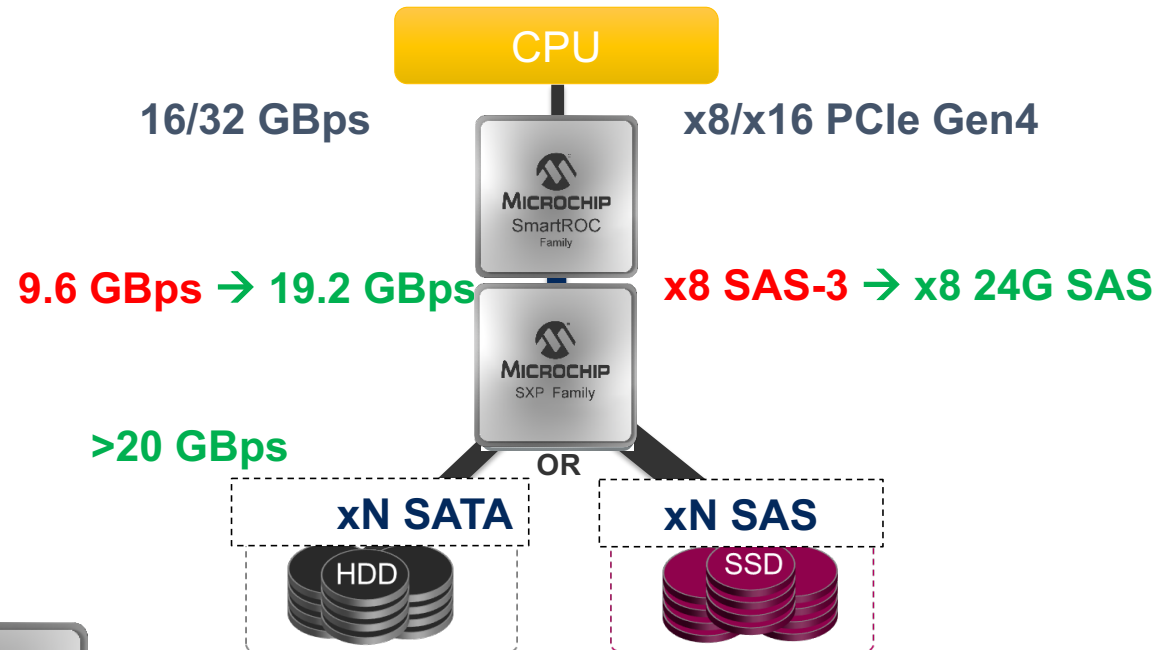 CPU
16/32 GBps
x8/x16 PCIe Gen4
MICROCHIP
SmartROC
Family
9.6 GBps → 19.2 GBps
x8 SAS-3 → x8 24G SAS
MICROCHIP
SXP Family
>20 GBps
OR
xN SATA
xN SAS
HDD
SSD